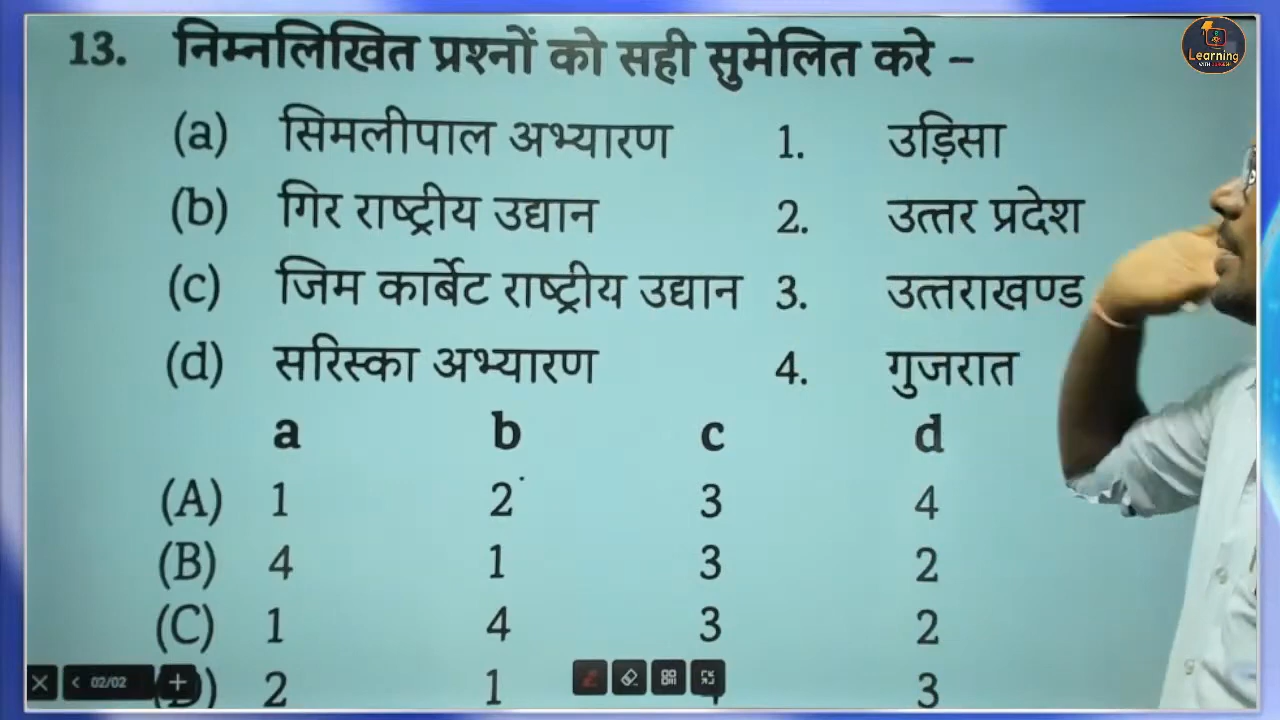 Learning
13. निम्नलिखित प्रश्नों को सही सुमेलित करे –
(a) सिमलीपाल अभ्यारण 1. उड़िसा
(b) गिर राष्ट्रीय उद्यान 2. उत्तर प्रदेश
(c) जिम कार्बेट राष्ट्रीय उद्यान 3. उत्तराखण्ड
(d) सरिस्का अभ्यारण 4. गुजरात
a b c d
(A) 1 2 3 4
(B) 4 1 3 2
(C) 1 4 3 2
2 1 3
02/02